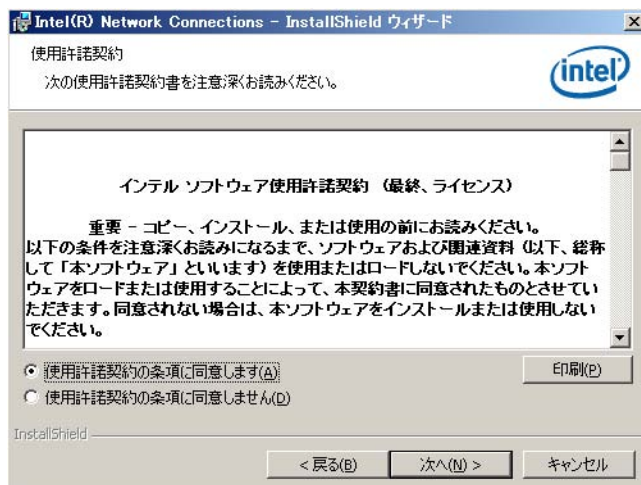 Intel(R) Network Connections - InstallShield ウィザード
使用許諾契約
次の使用許諾契約書を注意深くお読みください。
intel
インテル ソフトウェア使用許諾契約 (最終、ライセンス)
重要 - コピー、インストール、または使用の前にお読みください。
以下の条件を注意深くお読みになるまで、ソフトウェアおよび関連資料 (以下、総称
して「本ソフトウェア」といいます) を使用またはロードしないでください。本ソフト
ウェアをロードまたは使用することによって、本契約書に同意されたものとさせてい
ただきます。同意されない場合は、本ソフトウェアをインストールまたは使用しない
でください。
使用許諾契約の条項に同意します(A)
印刷(P)
使用許諾契約の条項に同意しません(D)
InstallShield
< 戻る(B)
次へ(N) >
キャンセル